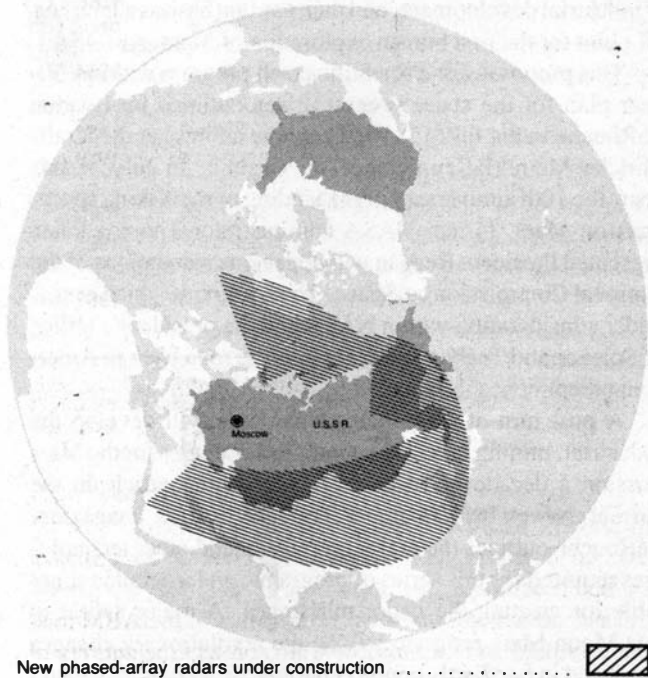 Moscow
U.S.S.R.
New phased-array radars under construction . . . . . . . . . . . . . . . . .